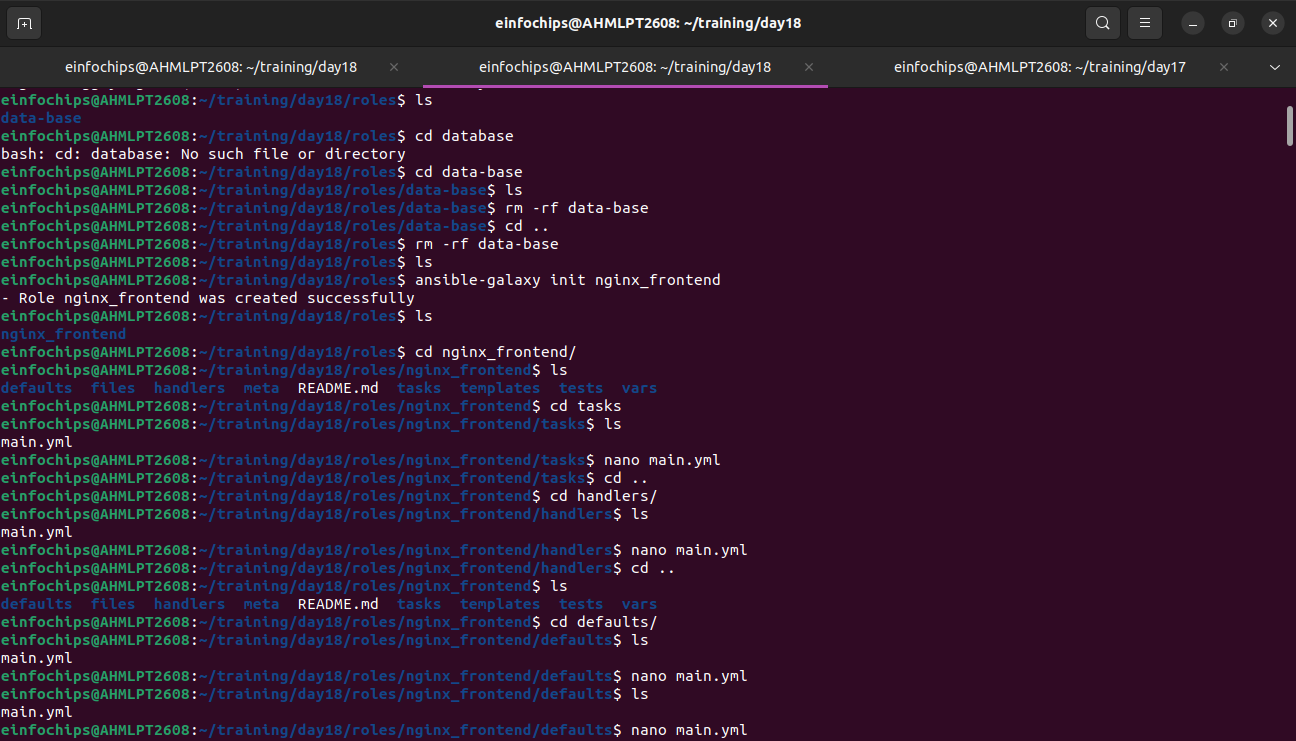 einfochips@AHMLPT2608: ~/training/day18
einfochips@AHMLPT2608: ~/training/day18
einfochips@AHMLPT2608: ~/training/day18
einfochips@AHMLPT2608: ~/training/day17
einfochips@AHMLPT2608:~/training/day18/roles$ ls
data-base
einfochips@AHMLPT2608:~/training/day18/roles$ cd database
bash: cd: database: No such file or directory
einfochips@AHMLPT2608:~/training/day18/roles$ cd data-base
einfochips@AHMLPT2608:~/training/day18/roles/data-base$ ls
einfochips@AHMLPT2608:~/training/day18/roles/data-base$ rm -rf data-base
einfochips@AHMLPT2608:~/training/day18/roles/data-base$ cd ..
einfochips@AHMLPT2608:~/training/day18/roles$ rm -rf data-base
einfochips@AHMLPT2608:~/training/day18/roles$ ls
einfochips@AHMLPT2608:~/training/day18/roles$ ansible-galaxy init nginx_frontend
- Role nginx_frontend was created successfully
einfochips@AHMLPT2608:~/training/day18/roles$ ls
nginx_frontend
einfochips@AHMLPT2608:~/training/day18/roles$ cd nginx_frontend/
einfochips@AHMLPT2608:~/training/day18/roles/nginx_frontend$ ls
defaults  files  handlers  meta  README.md  tasks  templates  tests  vars
einfochips@AHMLPT2608:~/training/day18/roles/nginx_frontend$ cd tasks
einfochips@AHMLPT2608:~/training/day18/roles/nginx_frontend/tasks$ ls
main.yml
einfochips@AHMLPT2608:~/training/day18/roles/nginx_frontend/tasks$ nano main.yml
einfochips@AHMLPT2608:~/training/day18/roles/nginx_frontend/tasks$ cd ..
einfochips@AHMLPT2608:~/training/day18/roles/nginx_frontend$ cd handlers/
einfochips@AHMLPT2608:~/training/day18/roles/nginx_frontend/handlers$ ls
main.yml
einfochips@AHMLPT2608:~/training/day18/roles/nginx_frontend/handlers$ nano main.yml
einfochips@AHMLPT2608:~/training/day18/roles/nginx_frontend/handlers$ cd ..
einfochips@AHMLPT2608:~/training/day18/roles/nginx_frontend$ ls
defaults  files  handlers  meta  README.md  tasks  templates  tests  vars
einfochips@AHMLPT2608:~/training/day18/roles/nginx_frontend$ cd defaults/
einfochips@AHMLPT2608:~/training/day18/roles/nginx_frontend/defaults$ ls
main.yml
einfochips@AHMLPT2608:~/training/day18/roles/nginx_frontend/defaults$ nano main.yml
einfochips@AHMLPT2608:~/training/day18/roles/nginx_frontend/defaults$ ls
main.yml
einfochips@AHMLPT2608:~/training/day18/roles/nginx_frontend/defaults$ nano main.yml